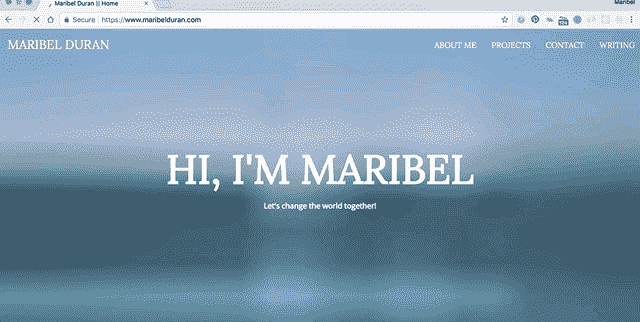 Maribel Duran || Home
Maribel
Secure
https://www.maribelduran.com
MARIBEL DURAN
ABOUT ME
PROJECTS
CONTACT
WRITING
HI, I'M MARIBEL
Let's change the world together!